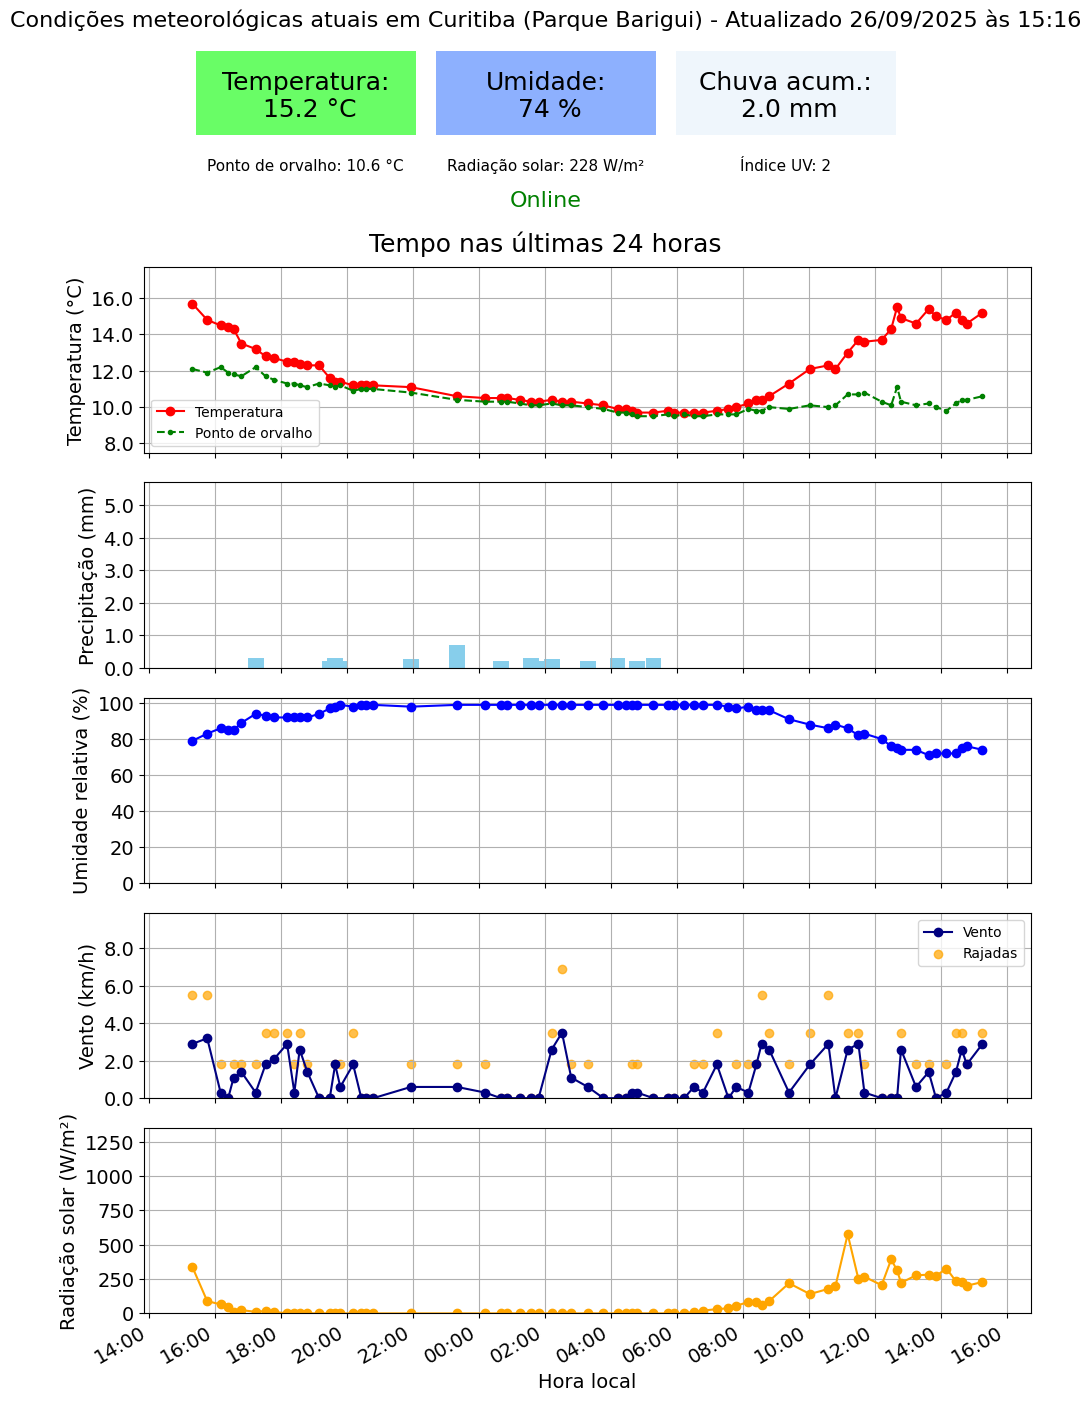 Condições meteorológicas atuais em Curitiba (Parque Barigui) - Atualizado 26/09/2025 às 15:16
Temperatura:
15.2 °C
Umidade:
74 %
Chuva acum.:
2.0 mm
Ponto de orvalho: 10.6 °C
Radiação solar: 228 W/m²
Índice UV: 2
Online
Tempo nas últimas 24 horas
Temperatura (°C)
16.0
14.0
12.0
10.0
8.0
Temperatura
Ponto de orvalho
Precipitação (mm)
5.0
4.0
3.0
2.0
1.0
0.0
Umidade relativa (%)
100
80
60
40
20
0
Vento (km/h)
8.0
6.0
4.0
2.0
0.0
Vento
Rajadas
Radiação solar (W/m²)
1250
1000
750
500
250
0
14:00
16:00
18:00
20:00
22:00
00:00
02:00
04:00
06:00
08:00
10:00
12:00
14:00
16:00
Hora local